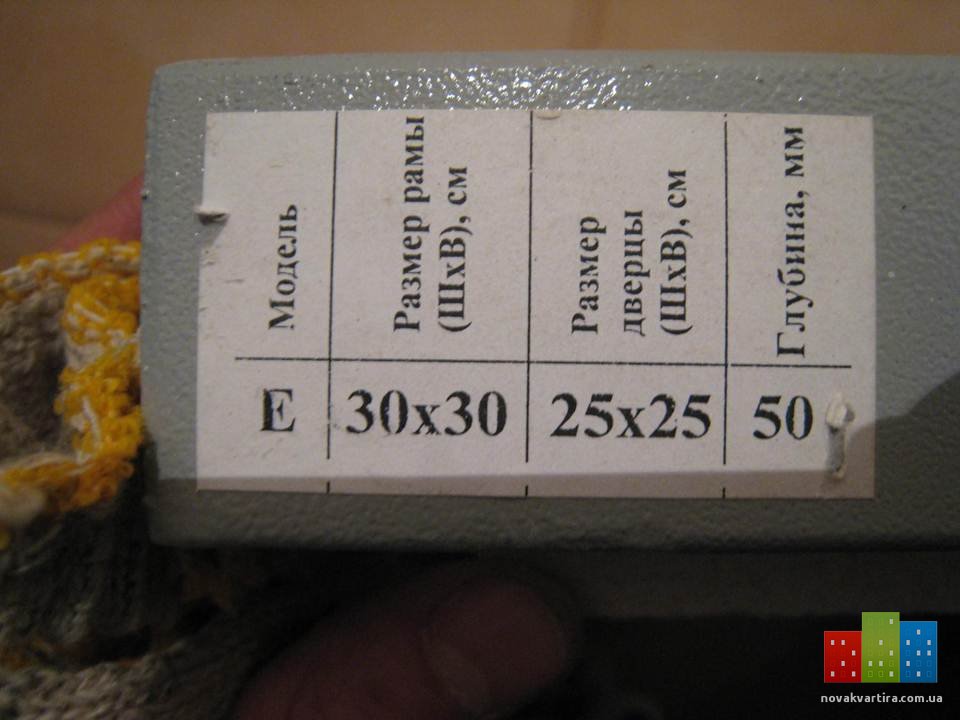 Модель
Размер рамы
(ШхВ), см
Размер
дверцы
(ШхВ), см
Глубина, мм
Е
30х30
25х25
50
novakvartira.com.ua